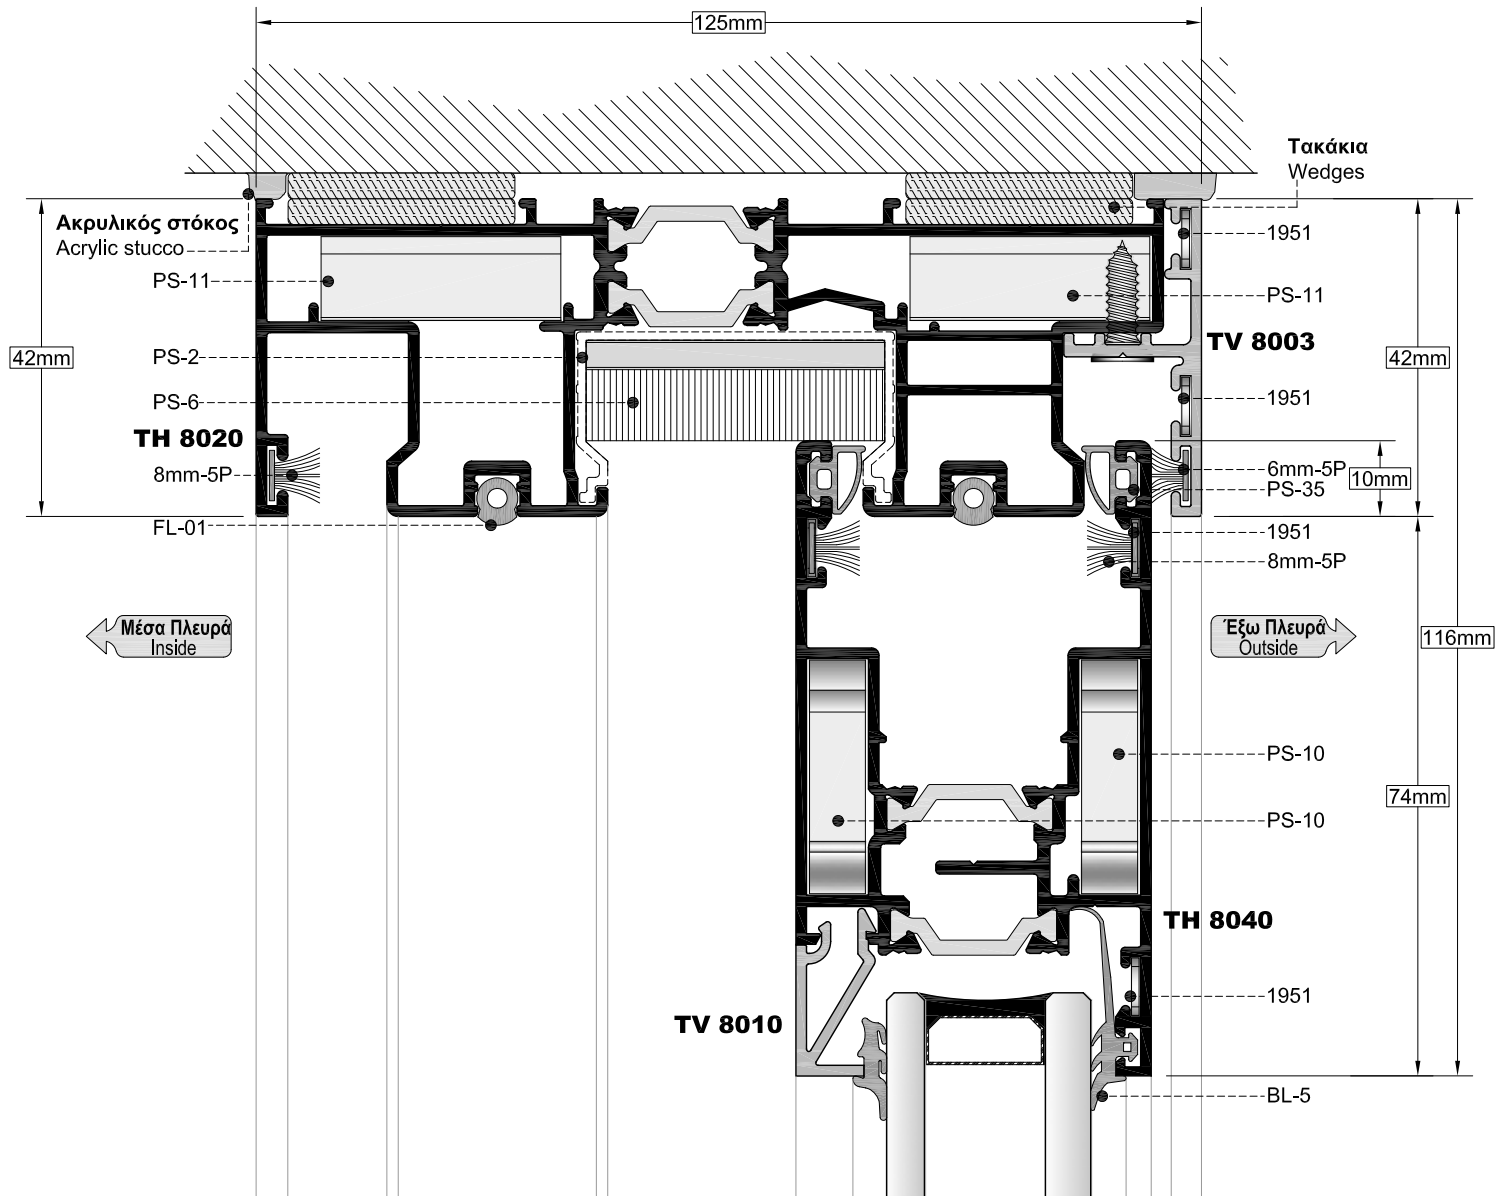 125mm
Τακάκια
Wedges
Ακρυλικός στόκος
Acrylic stucco
1951
PS-11
PS-11
TV 8003
42mm
PS-2
42mm
PS-6
1951
TH 8020
8mm-5P
6mm-5P
10mm
PS-35
FL-01
1951
8mm-5P
Μέσα Πλευρά
Inside
Έξω Πλευρά
Outside
116mm
PS-10
74mm
PS-10
TH 8040
1951
TV 8010
BL-5